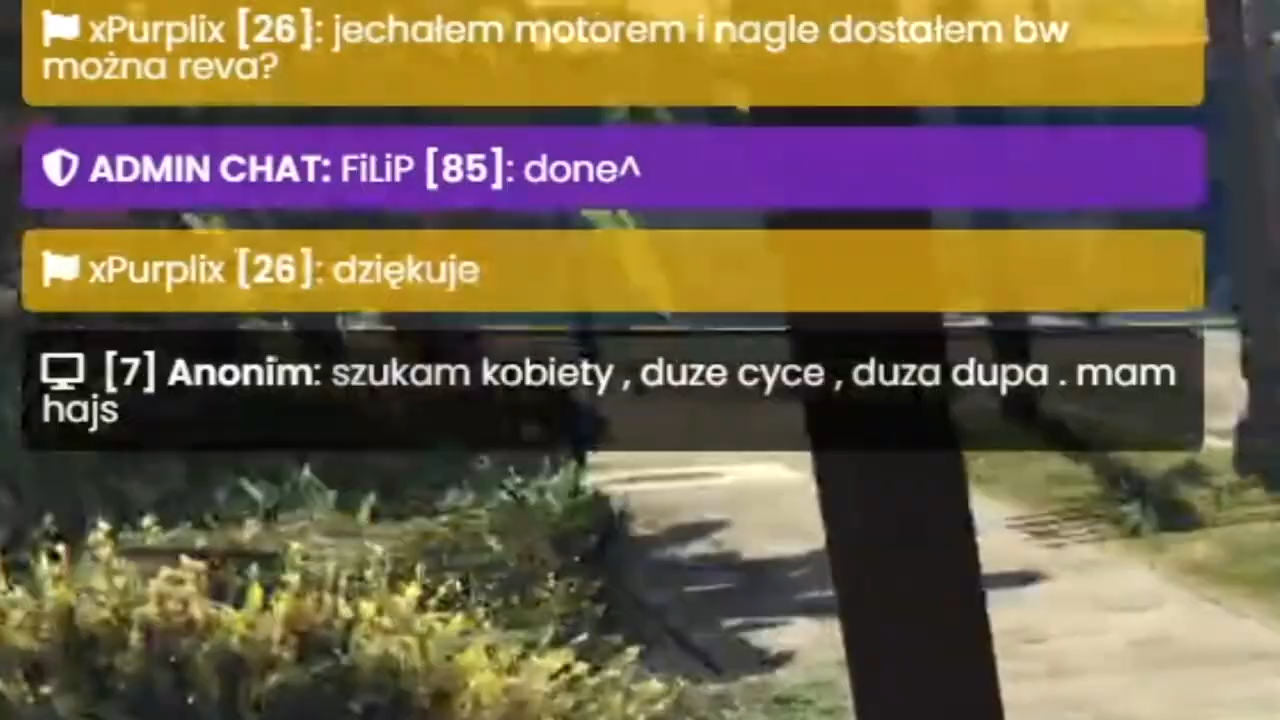 xPurplix [26]: jechałem motorem i nagle dostałem bw
można reva?
ADMIN CHAT: FiLiP [85]: done^
xPurplix [26]: dziękuje
[7] Anonim: szukam kobiety , duze cyce , duza dupa . mam
hajs